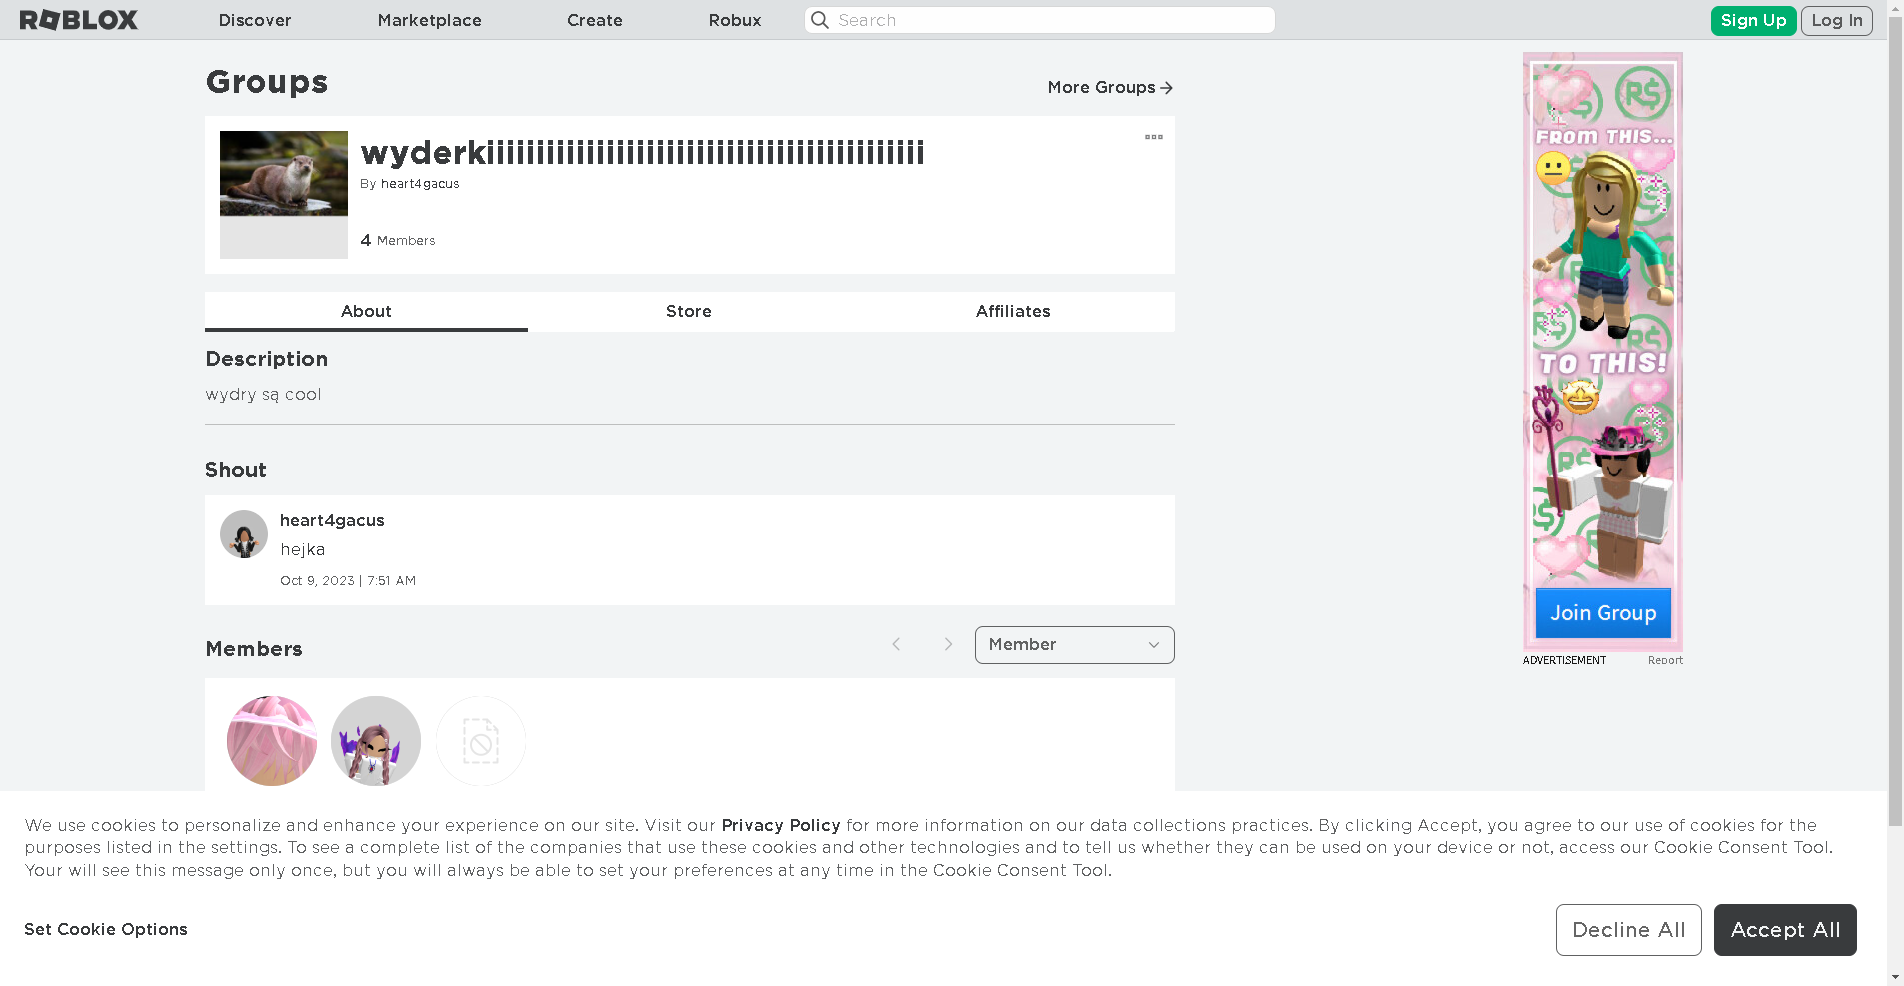 ROBLOX
Discover
Marketplace
Create
Robux
Search
Sign Up
Log In
Groups
More Groups
wyderkiiiiiiiiiiiiiiiiiiiiiiiiiiiiiiiiiiiiiiiiiiii
By heart4gacus
4 Members
About
Store
Affiliates
Description
wydry są cool
Shout
heart4gacus
hejka
Oct 9, 2023 | 7:51 AM
Members
Member
FROM THIS...
TO THIS!
Join Group
ADVERTISEMENT
Report
We use cookies to personalize and enhance your experience on our site. Visit our Privacy Policy for more information on our data collections practices. By clicking Accept, you agree to our use of cookies for the
purposes listed in the settings. To see a complete list of the companies that use these cookies and other technologies and to tell us whether they can be used on your device or not, access our Cookie Consent Tool.
Your will see this message only once, but you will always be able to set your preferences at any time in the Cookie Consent Tool.
Set Cookie Options
Decline All
Accept All